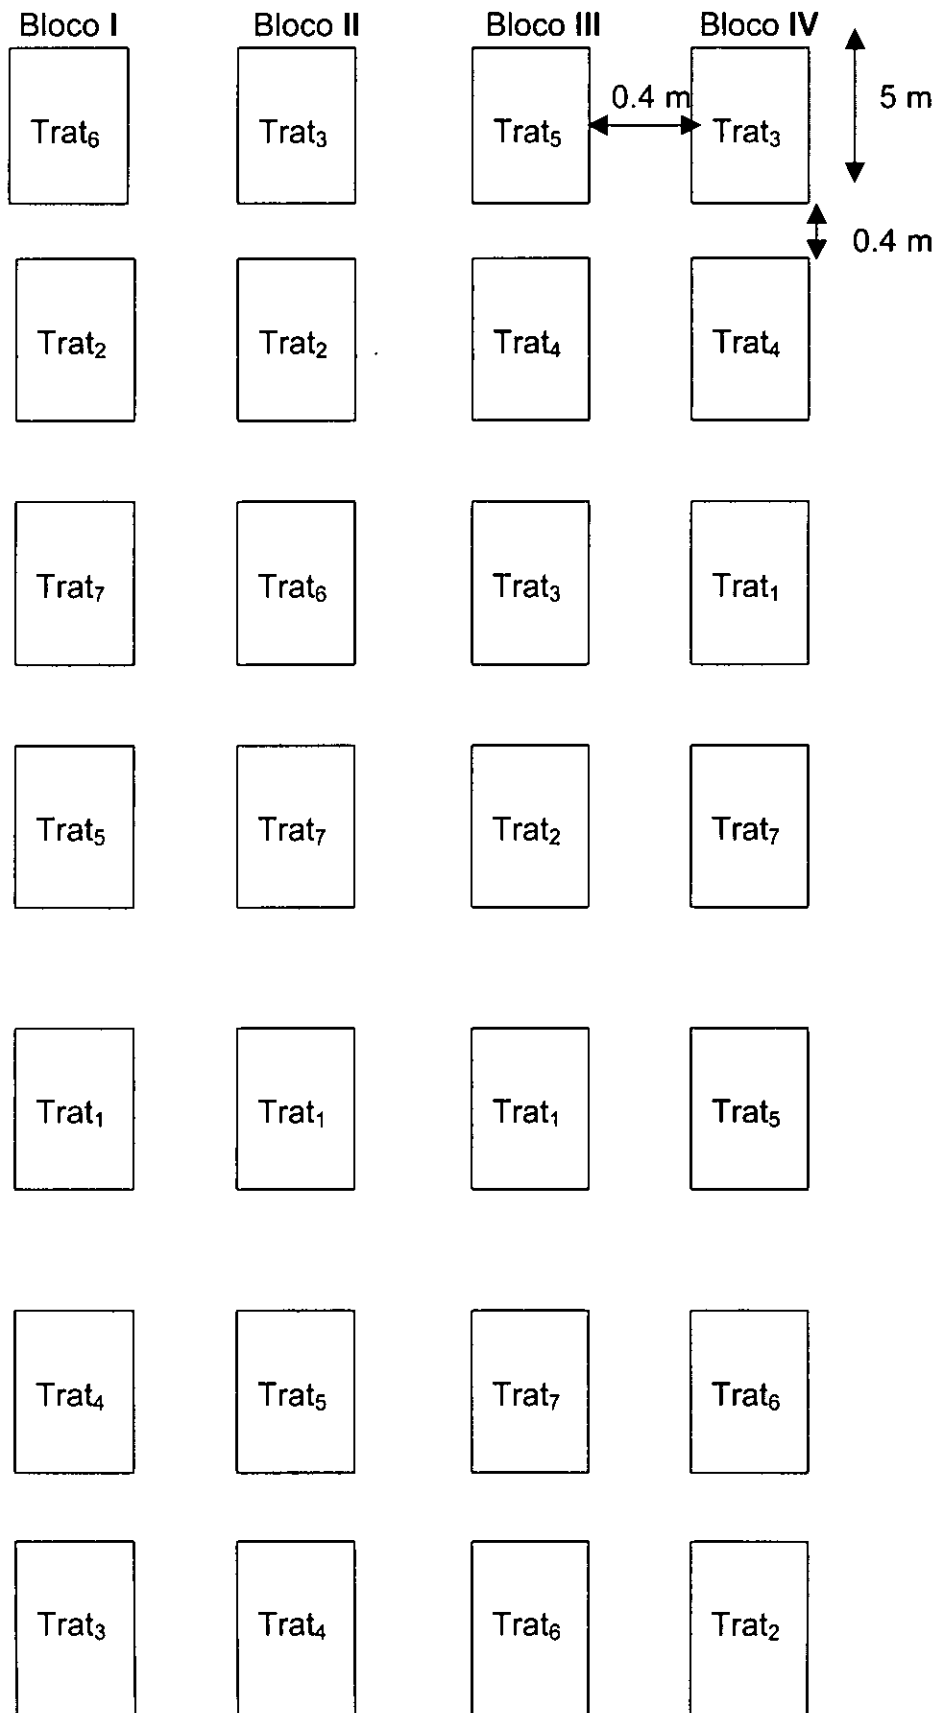 Bloco I Bloco II Bloco III Bloco IV
0.4 m 5 m
Trat₆ Trat₃ Trat₅ Trat₃
0.4 m
Trat₂ Trat₂ Trat₄ Trat₄
Trat₇ Trat₆ Trat₃ Trat₁
Trat₅ Trat₇ Trat₂ Trat₇
Trat₁ Trat₁ Trat₁ Trat₅
Trat₄ Trat₅ Trat₇ Trat₆
Trat₃ Trat₄ Trat₆ Trat₂